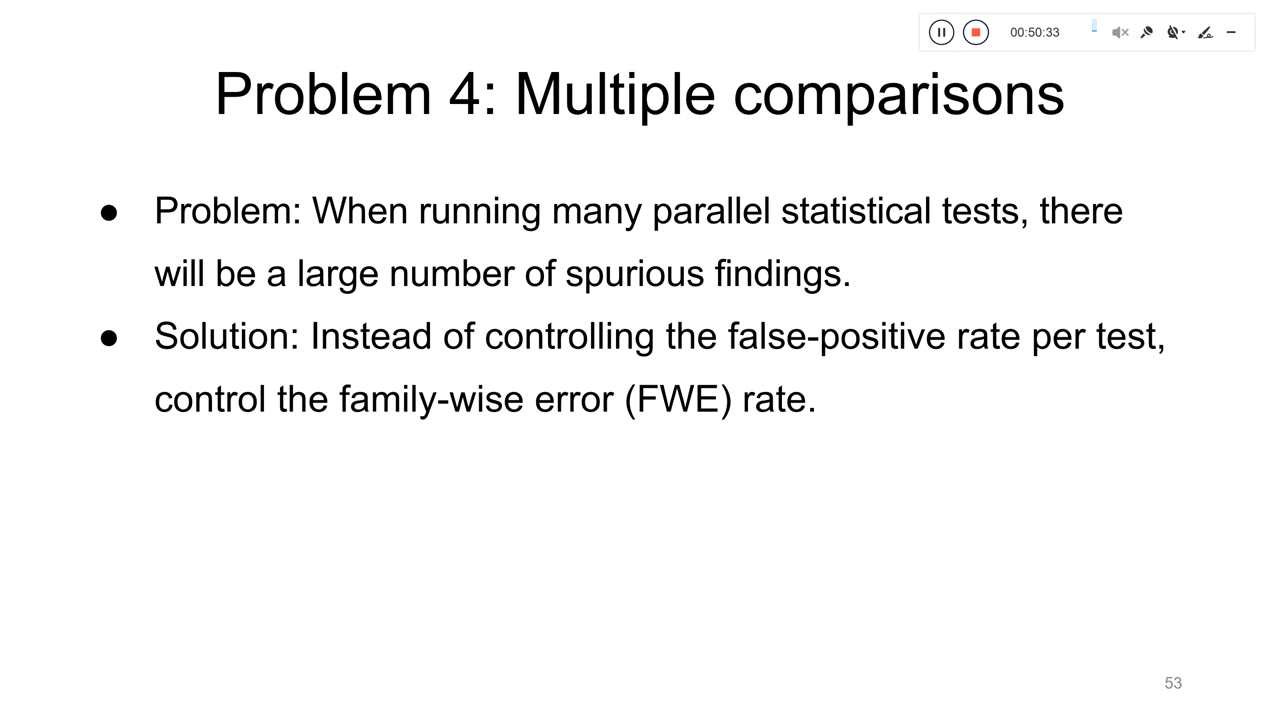 00:50:33
Problem 4: Multiple comparisons
● Problem: When running many parallel statistical tests, there
will be a large number of spurious findings.
● Solution: Instead of controlling the false-positive rate per test,
control the family-wise error (FWE) rate.
53